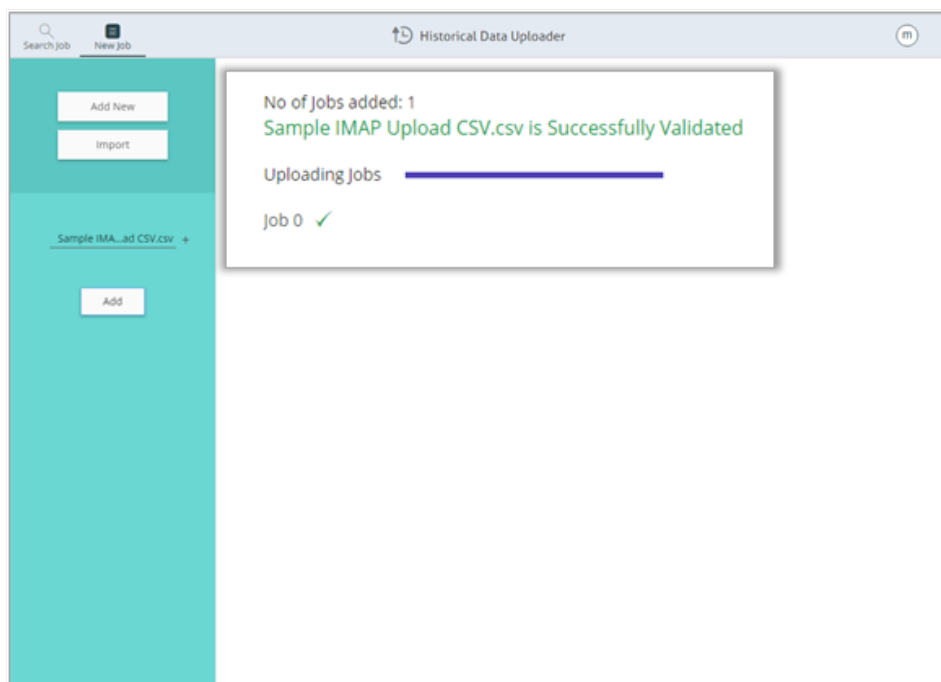 Search Job
New Job
Historical Data Uploader
m
Add New
Import
Sample IMA...ad CSV.csv +
Add
No of Jobs added: 1
Sample IMAP Upload CSV.csv is Successfully Validated
Uploading Jobs
Job 0 ✓